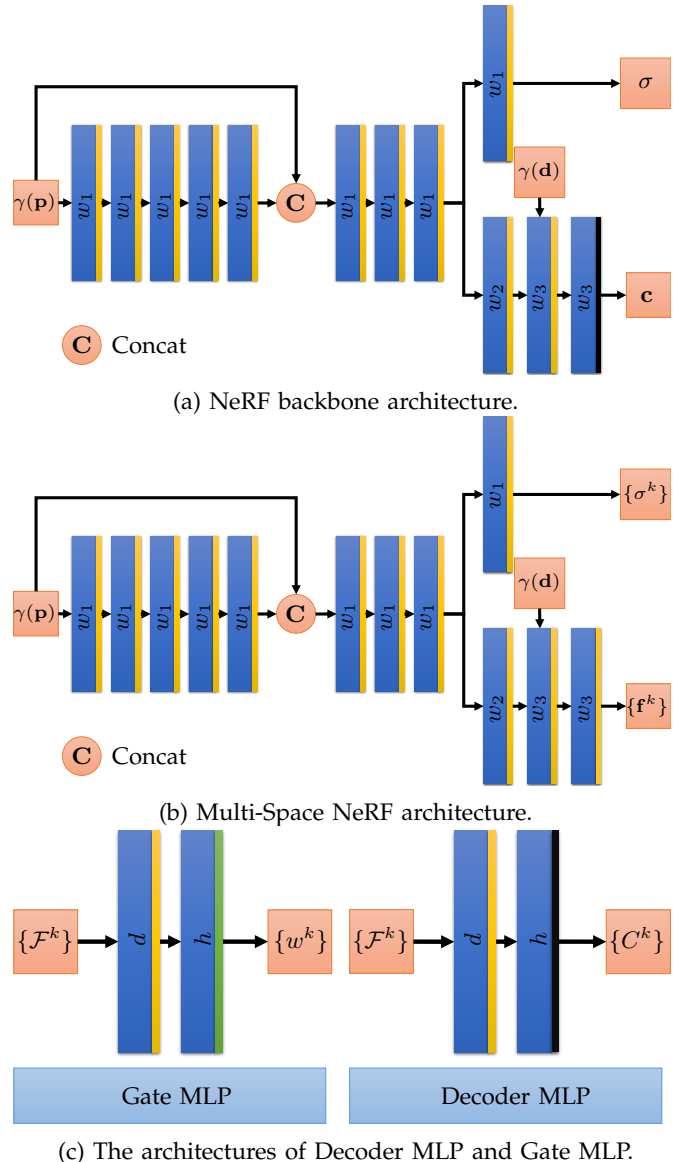 w₁
σ
γ(p) w₁ w₁ w₁ w₁ w₁ C w₁ w₁ w₁
γ(d)
w₂ w₃ w₃ c
C Concat
(a) NeRF backbone architecture.
w₁
{σᵏ}
γ(p) w₁ w₁ w₁ w₁ w₁ C w₁ w₁ w₁
γ(d)
w₂ w₃ w₃ {fᵏ}
C Concat
(b) Multi-Space NeRF architecture.
{ℱᵏ} d h {wᵏ} {ℱᵏ} d h {Cᵏ}
Gate MLP Decoder MLP
(c) The architectures of Decoder MLP and Gate MLP.